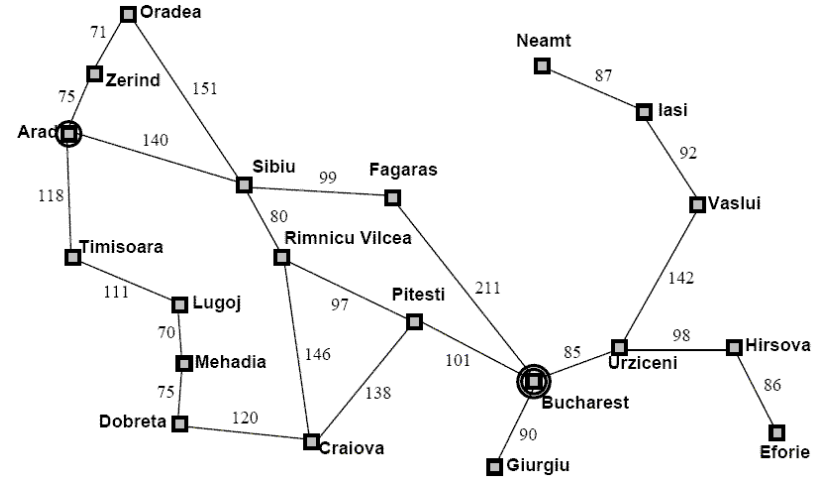 Oradea
71
Neamt
Zerind
87
75
151
Iasi
Arad
140
92
Sibiu
Fagaras
99
118
Vaslui
80
Timisoara
Rimnicu Vilcea
142
111
211
Lugoj
97
Pitesti
70
98
Hirsova
146
85
Urziceni
Mehadia
101
75
138
86
Dobreta
120
Bucharest
90
Craiova
Eforie
Giurgiu